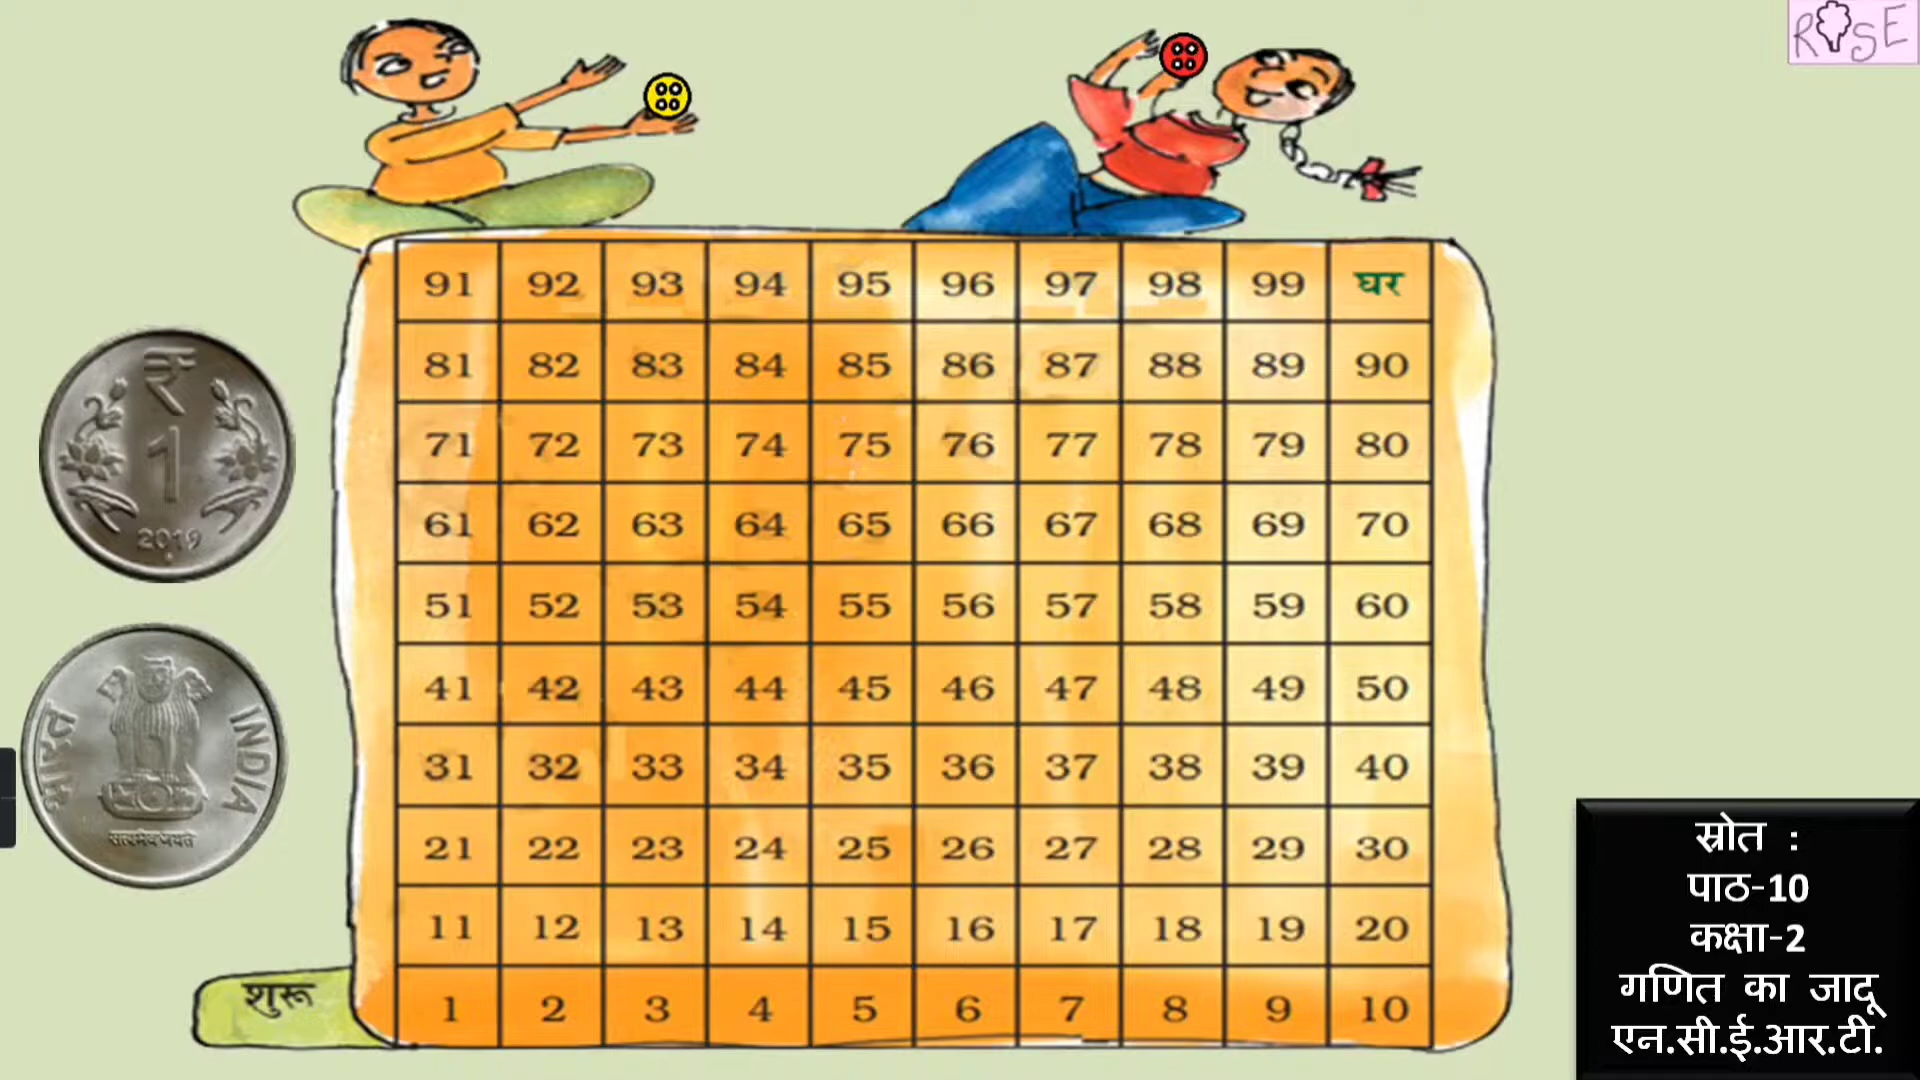 ROSE
91 92 93 94 95 96 97 98 99 घर
81 82 83 84 85 86 87 88 89 90
71 72 73 74 75 76 77 78 79 80
61 62 63 64 65 66 67 68 69 70
51 52 53 54 55 56 57 58 59 60
41 42 43 44 45 46 47 48 49 50
31 32 33 34 35 36 37 38 39 40
21 22 23 24 25 26 27 28 29 30
11 12 13 14 15 16 17 18 19 20
शुरू 1 2 3 4 5 6 7 8 9 10
₹
1
2019
भारत
INDIA
सत्यमेव जयते
स्रोत :
पाठ-10
कक्षा-2
गणित का जादू
एन.सी.ई.आर.टी.